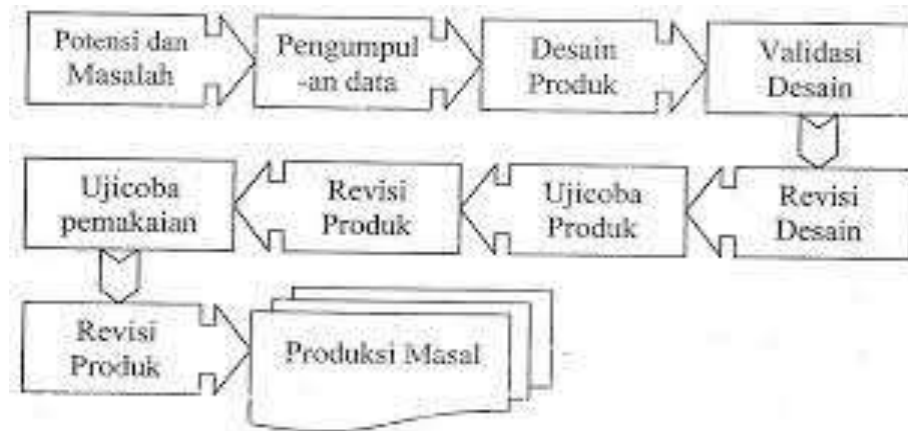 Potensi dan
Masalah
Pengumpul
-an data
Desain
Produk
Validasi
Desain
Revisi
Desain
Ujicoba
Produk
Revisi
Produk
Ujicoba
pemakaian
Revisi
Produk
Produksi Masal